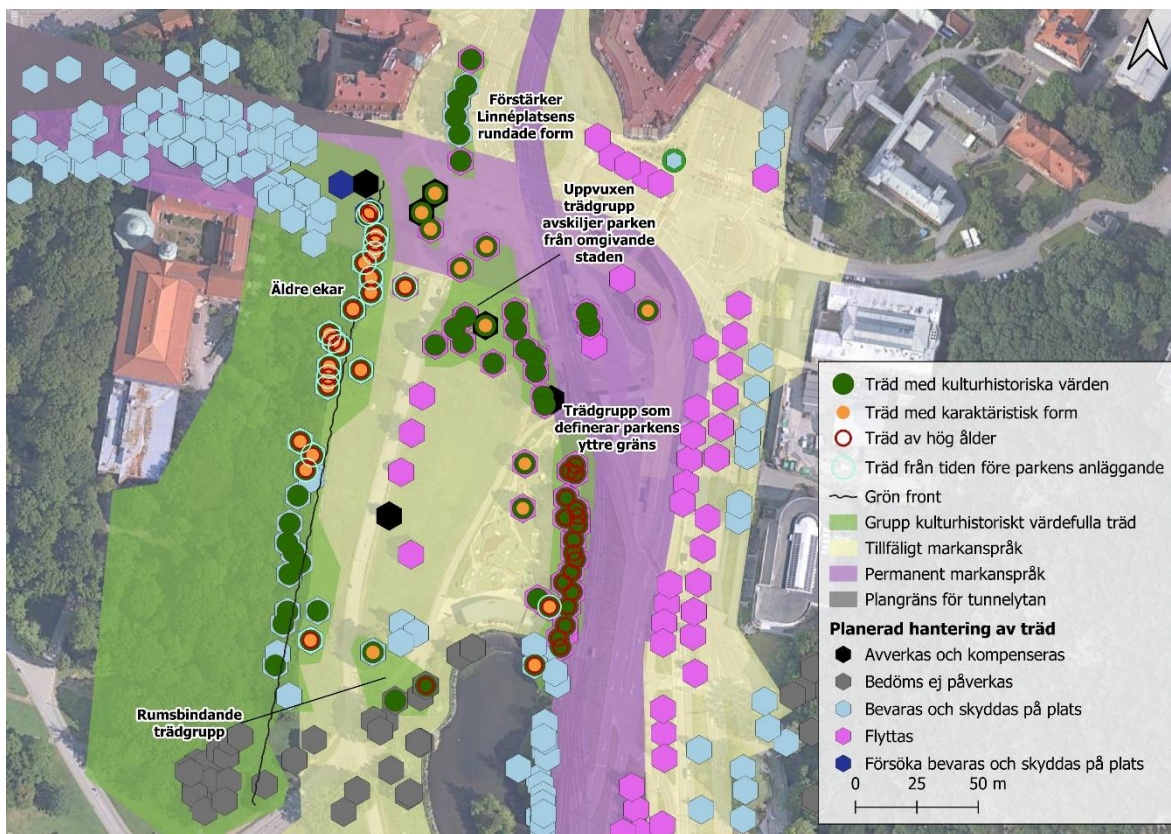 Förstärker
Linnéplatsens
rundade form
Uppvuxen
trädgrupp
avskiljer parken
från omgivande
staden
Äldre ekar
Trädgrupp som
definerar parkens
yttre gräns
Rumsbindande
trädgrupp
Träd med kulturhistoriska värden
Träd med karaktäristisk form
Träd av hög ålder
Träd från tiden före parkens anläggande
Grön front
Grupp kulturhistoriskt värdefulla träd
Tillfäligt markanspråk
Permanent markanspråk
Plangräns för tunnelytan
Planerad hantering av träd
Avverkas och kompenseras
Bedöms ej påverkas
Bevaras och skyddas på plats
Flyttas
Försöka bevaras och skyddas på plats
0 25 50 m